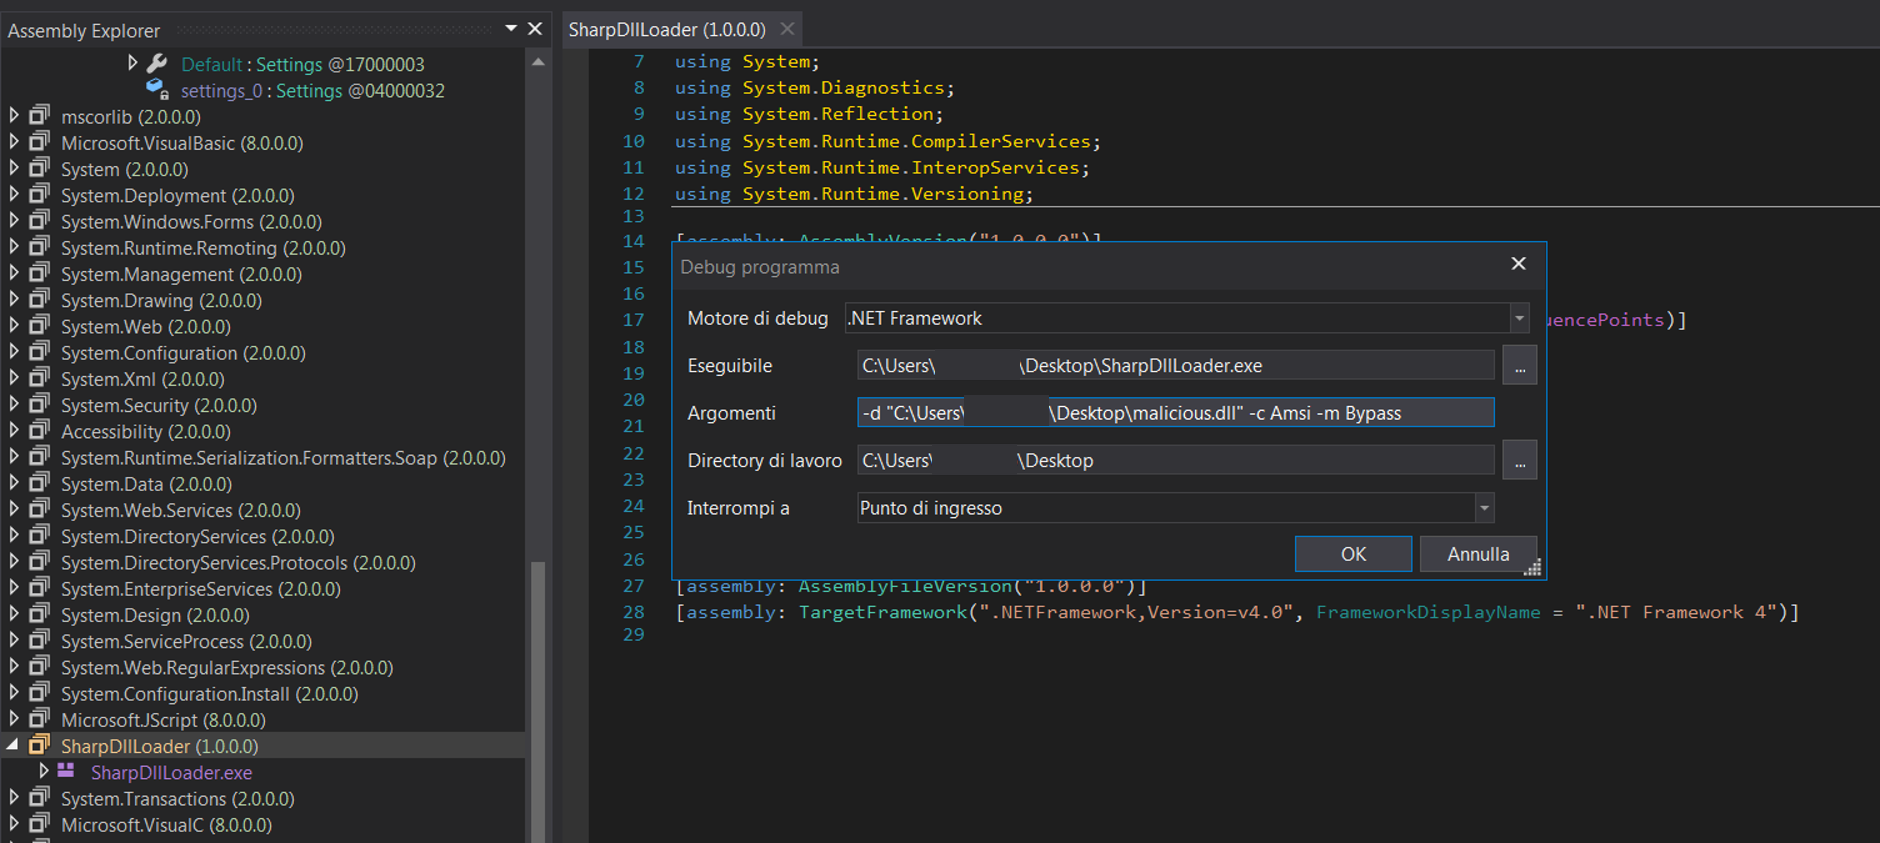 Assembly Explorer
Default : Settings @17000003
settings_0 : Settings @04000032
mscorlib (2.0.0.0)
Microsoft.VisualBasic (8.0.0.0)
System (2.0.0.0)
System.Deployment (2.0.0.0)
System.Windows.Forms (2.0.0.0)
System.Runtime.Remoting (2.0.0.0)
System.Management (2.0.0.0)
System.Drawing (2.0.0.0)
System.Web (2.0.0.0)
System.Configuration (2.0.0.0)
System.Xml (2.0.0.0)
System.Security (2.0.0.0)
Accessibility (2.0.0.0)
System.Runtime.Serialization.Formatters.Soap (2.0.0.0)
System.Data (2.0.0.0)
System.Web.Services (2.0.0.0)
System.DirectoryServices (2.0.0.0)
System.DirectoryServices.Protocols (2.0.0.0)
System.EnterpriseServices (2.0.0.0)
System.Design (2.0.0.0)
System.ServiceProcess (2.0.0.0)
System.Web.RegularExpressions (2.0.0.0)
System.Configuration.Install (2.0.0.0)
Microsoft.JScript (8.0.0.0)
SharpDllLoader (1.0.0.0)
SharpDllLoader.exe
System.Transactions (2.0.0.0)
Microsoft.VisualC (8.0.0.0)
SharpDllLoader (1.0.0.0)
7 using System;
8 using System.Diagnostics;
9 using System.Reflection;
10 using System.Runtime.CompilerServices;
11 using System.Runtime.InteropServices;
12 using System.Runtime.Versioning;
13
14 [assembly: AssemblyVersion("1.0.0.0")]
15
16
17 uencePoints)]
18
19
20
21
22
23
24
25
26
27 [assembly: AssemblyFileVersion("1.0.0.0")]
28 [assembly: TargetFramework(".NETFramework,Version=v4.0", FrameworkDisplayName = ".NET Framework 4")]
29
Debug programma
Motore di debug .NET Framework
Eseguibile C:\Users\ \Desktop\SharpDllLoader.exe ...
Argomenti -d "C:\Users\ \Desktop\malicious.dll" -c Amsi -m Bypass
Directory di lavoro C:\Users\ \Desktop ...
Interrompi a Punto di ingresso
OK Annulla